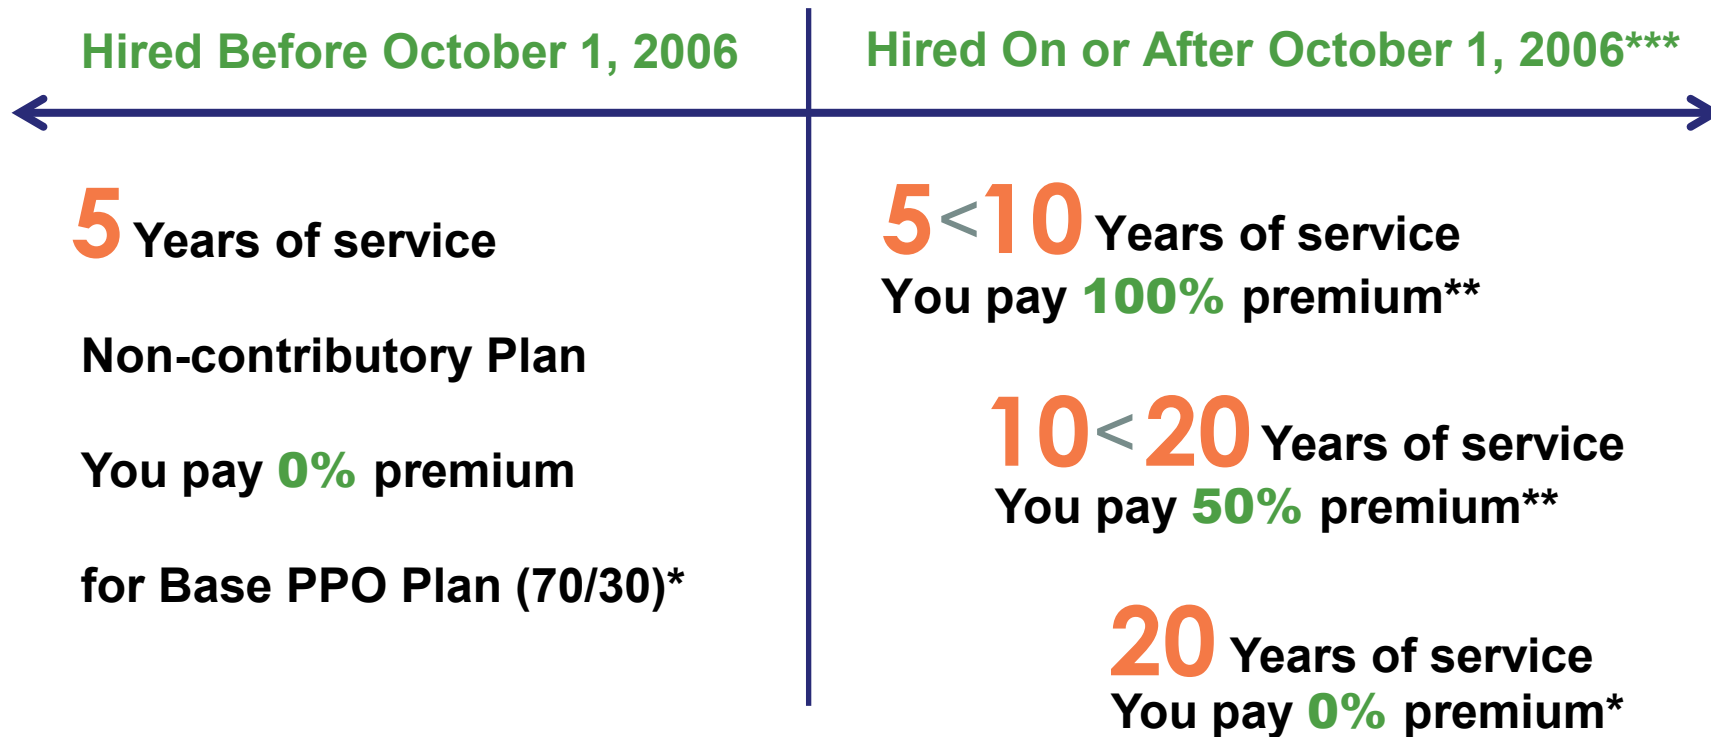 Hired Before October 1, 2006
Hired On or After October 1, 2006***
5 Years of service
Non-contributory Plan
You pay 0% premium
for Base PPO Plan (70/30)*
5<10 Years of service
You pay 100% premium**
10<20 Years of service
You pay 50% premium**
20 Years of service
You pay 0% premium*